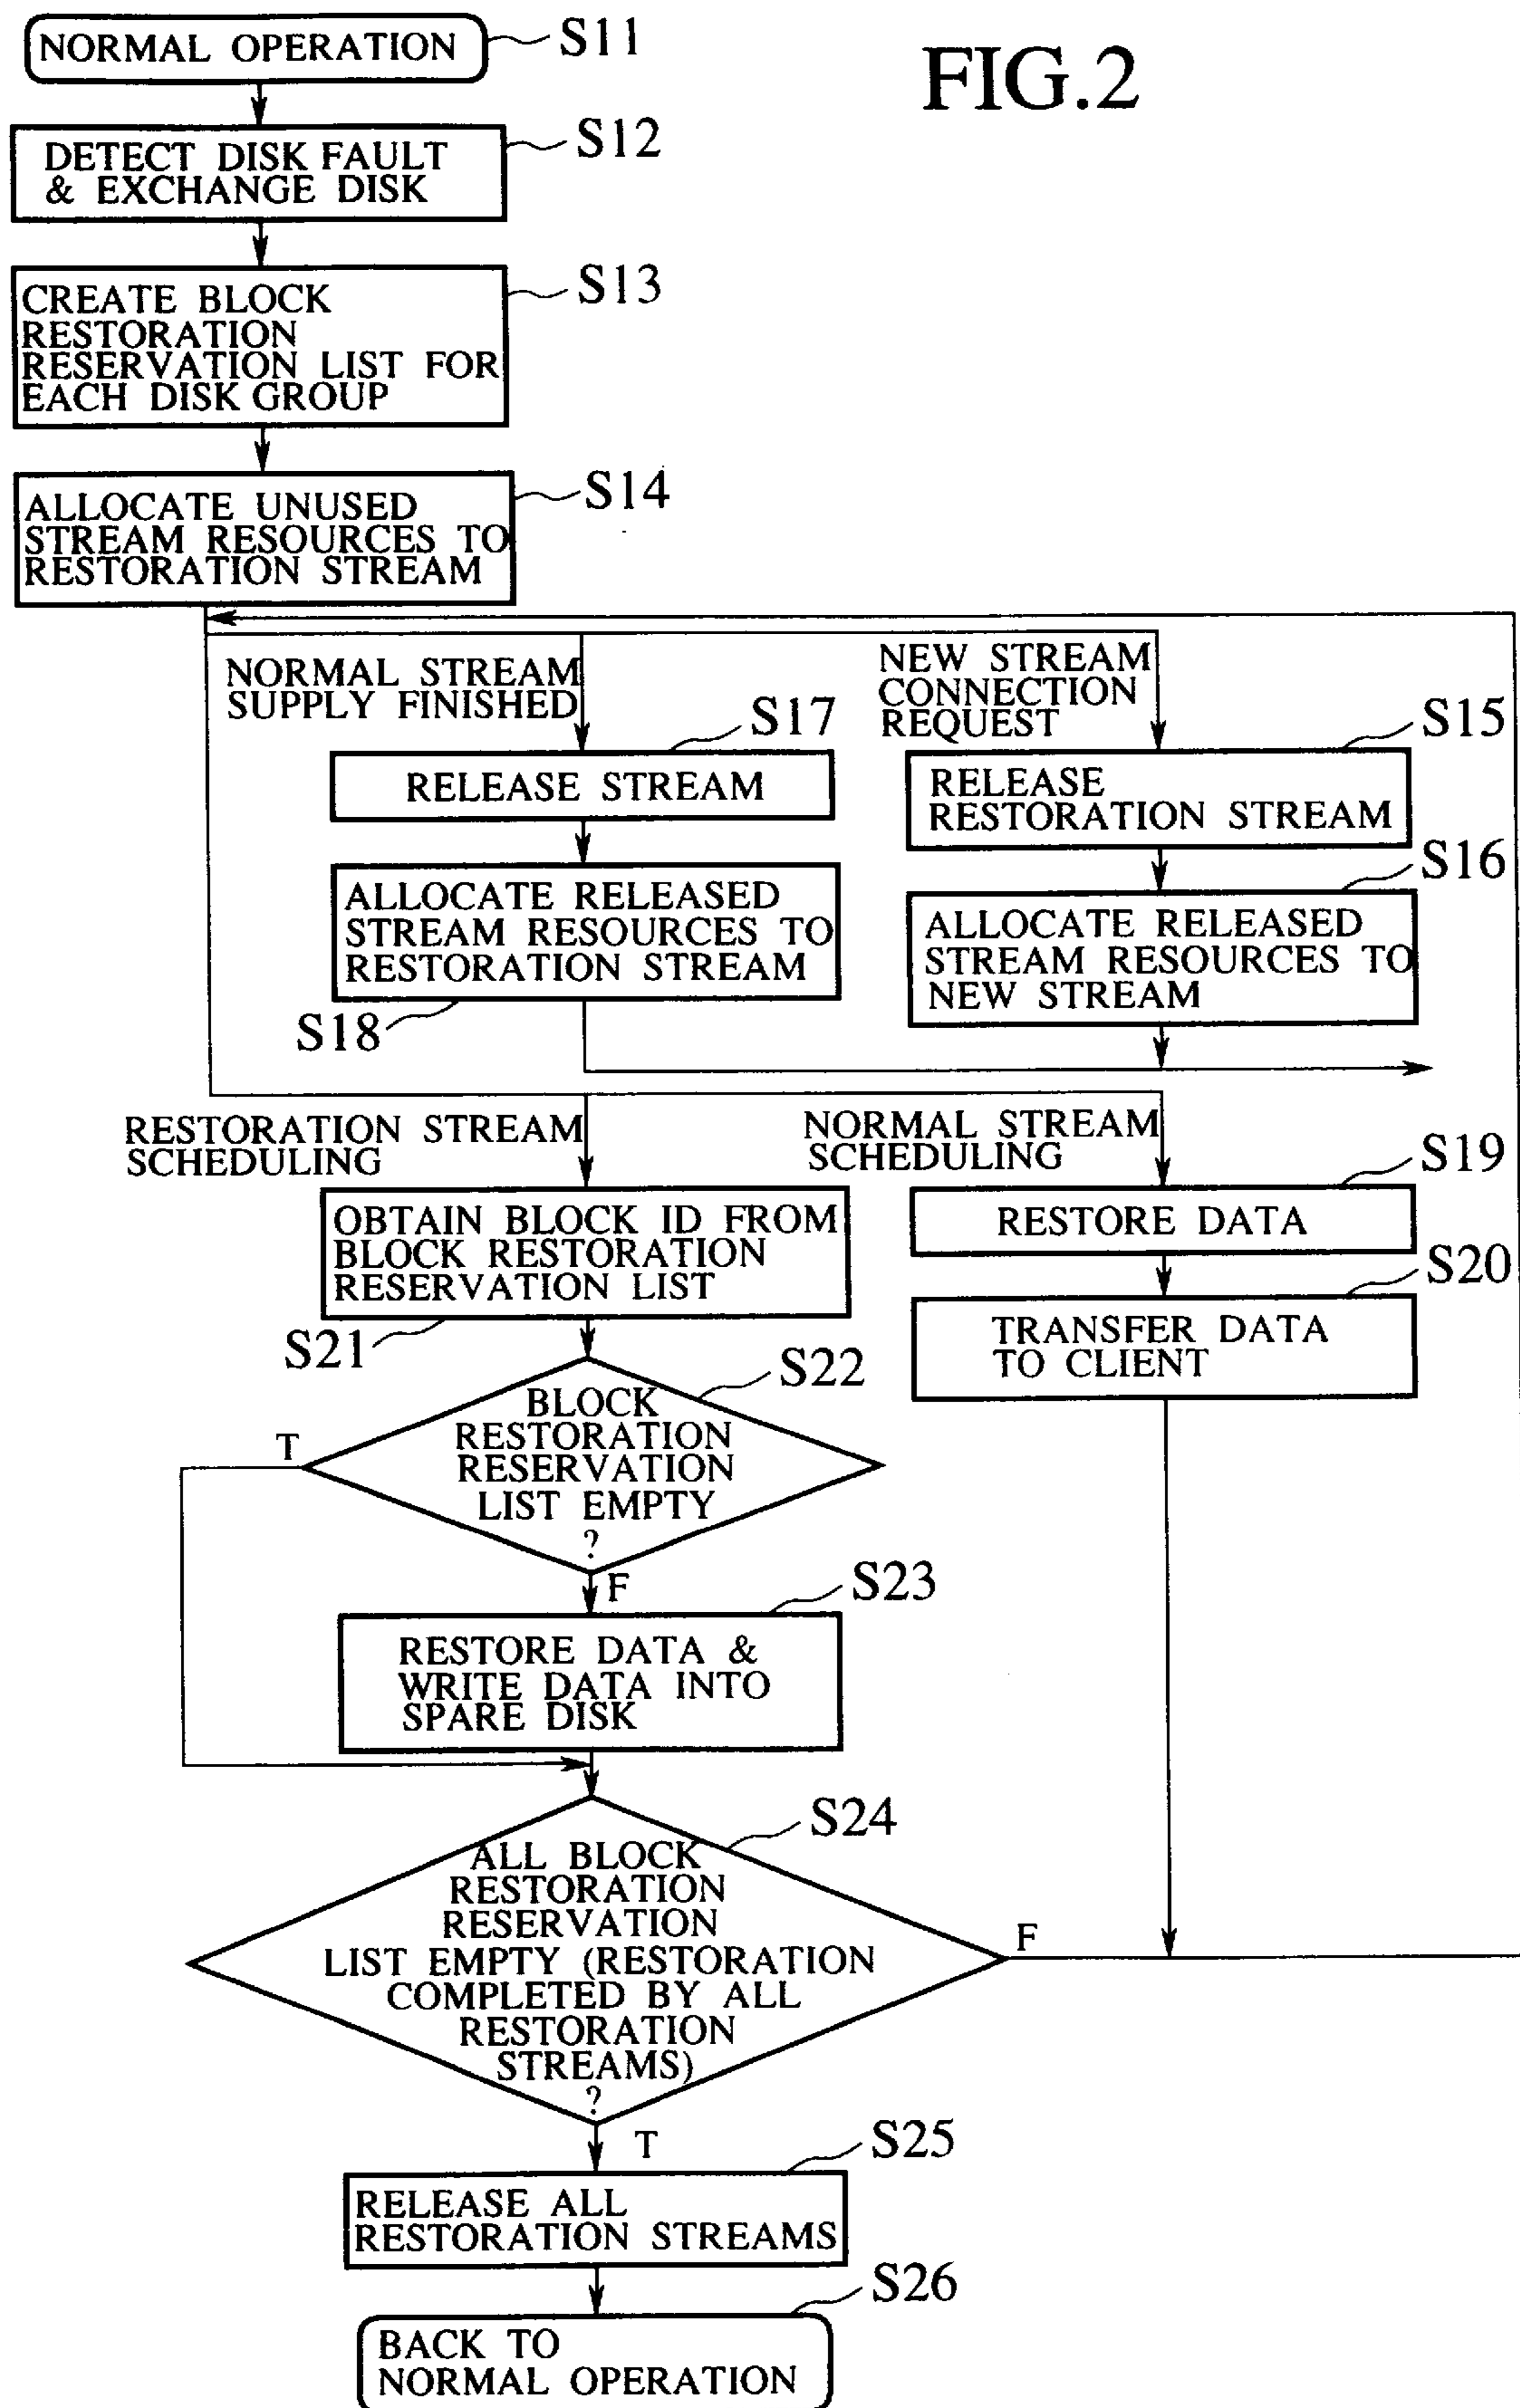 FIG.2
NORMAL OPERATION
S11
DETECT DISK FAULT
& EXCHANGE DISK
S12
CREATE BLOCK
RESTORATION
RESERVATION LIST FOR
EACH DISK GROUP
S13
ALLOCATE UNUSED
STREAM RESOURCES TO
RESTORATION STREAM
S14
NORMAL STREAM
SUPPLY FINISHED
S17
RELEASE STREAM
ALLOCATE RELEASED
STREAM RESOURCES TO
RESTORATION STREAM
S18
NEW STREAM
CONNECTION
REQUEST
S15
RELEASE
RESTORATION STREAM
S16
ALLOCATE RELEASED
STREAM RESOURCES TO
NEW STREAM
RESTORATION STREAM
SCHEDULING
OBTAIN BLOCK ID FROM
BLOCK RESTORATION
RESERVATION LIST
S21
NORMAL STREAM
SCHEDULING
S19
RESTORE DATA
S20
TRANSFER DATA
TO CLIENT
S22
BLOCK
RESTORATION
RESERVATION
LIST EMPTY
?
T
F
S23
RESTORE DATA &
WRITE DATA INTO
SPARE DISK
S24
ALL BLOCK
RESTORATION
RESERVATION
LIST EMPTY (RESTORATION
COMPLETED BY ALL
RESTORATION
STREAMS)
?
F
T
S25
RELEASE ALL
RESTORATION STREAMS
S26
BACK TO
NORMAL OPERATION